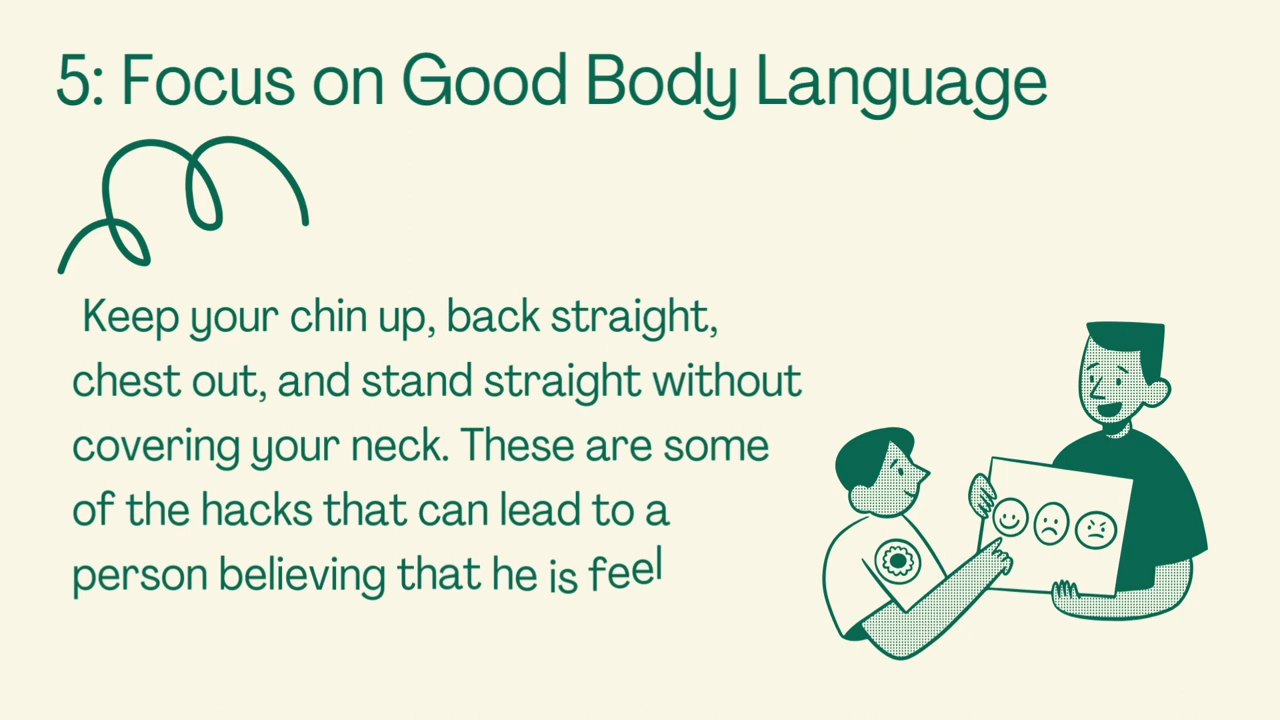 5: Focus on Good Body Language
Keep your chin up, back straight,
chest out, and stand straight without
covering your neck. These are some
of the hacks that can lead to a
person believing that he is feel